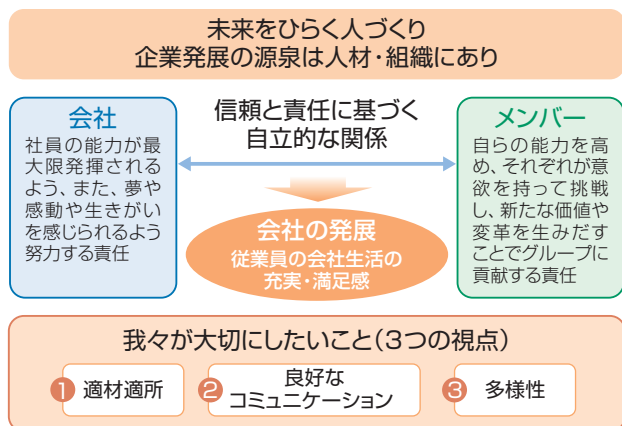 未来をひらく人づくり
企業発展の源泉は人材・組織にあり
会社
社員の能力が最
大限発揮される
よう、また、夢や
感動や生きがい
を感じられるよう
努力する責任
信頼と責任に基づく
自立的な関係
会社の発展
従業員の会社生活の
充実・満足感
メンバー
自らの能力を高
め、それぞれが意
欲を持って挑戦
し、新たな価値や
変革を生みだす
ことでグループに
貢献する責任
我々が大切にしたいこと(3つの視点)
1 適材適所
2 良好な
コミュニケーション
3 多様性